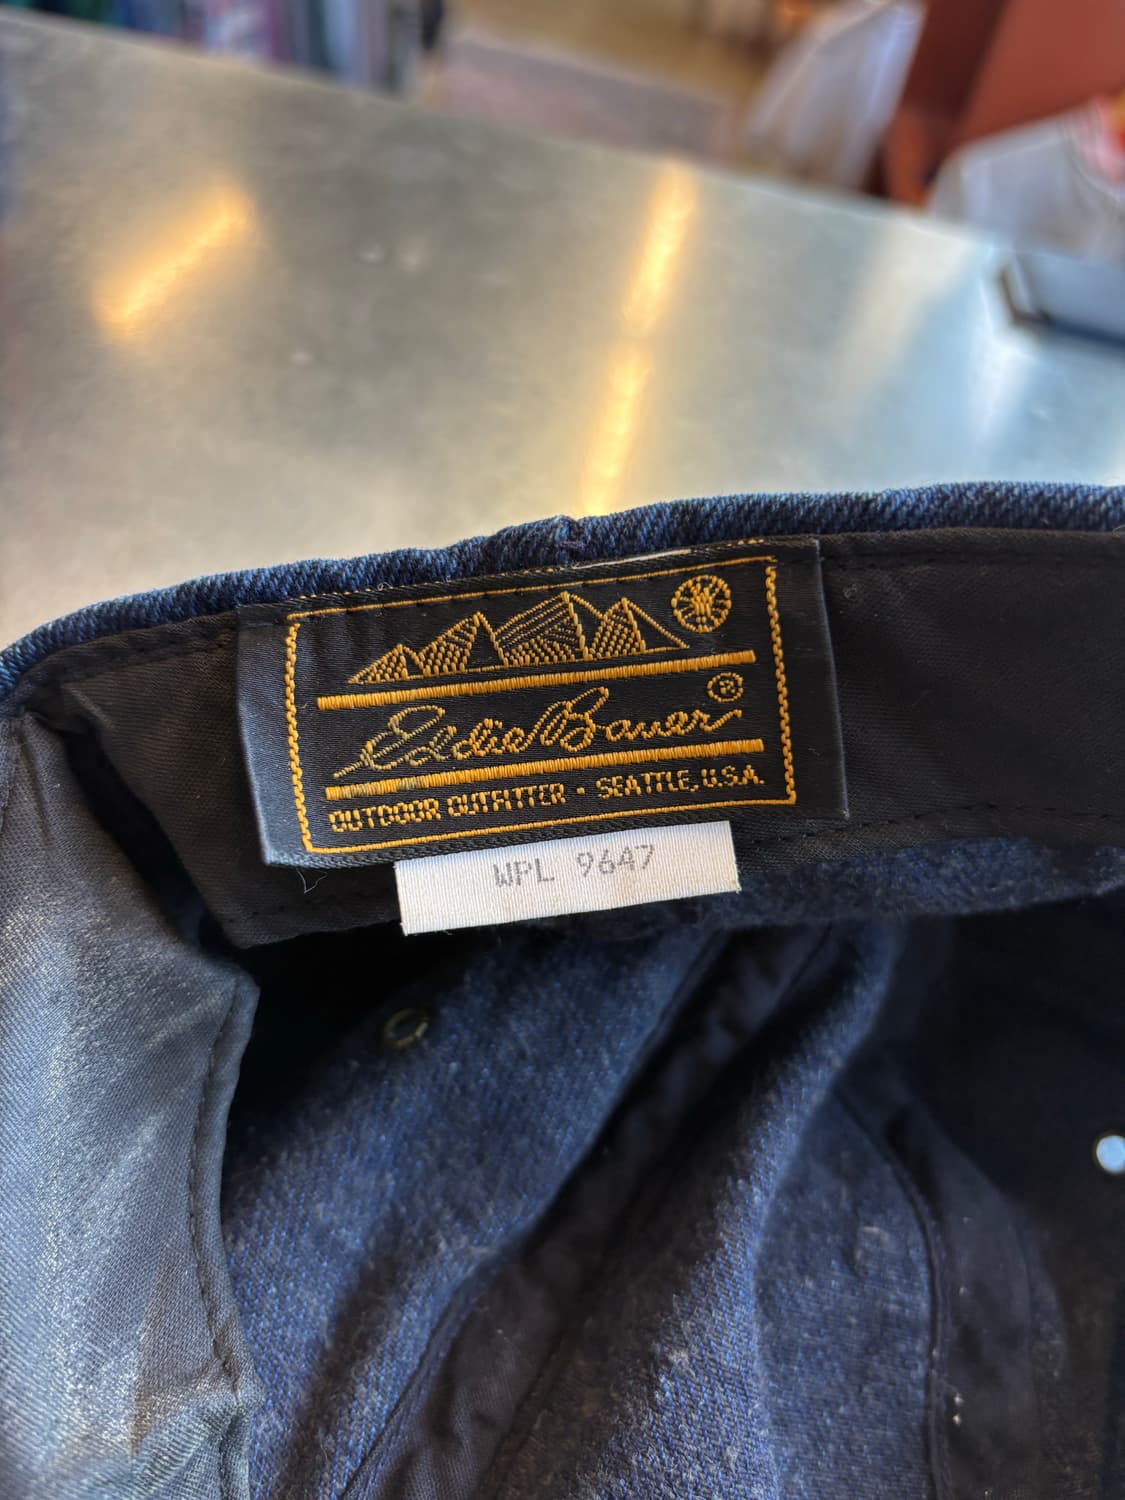 Eddie Bauer®
OUTDOOR OUTFITTER • SEATTLE, U.S.A.
WPL 9647